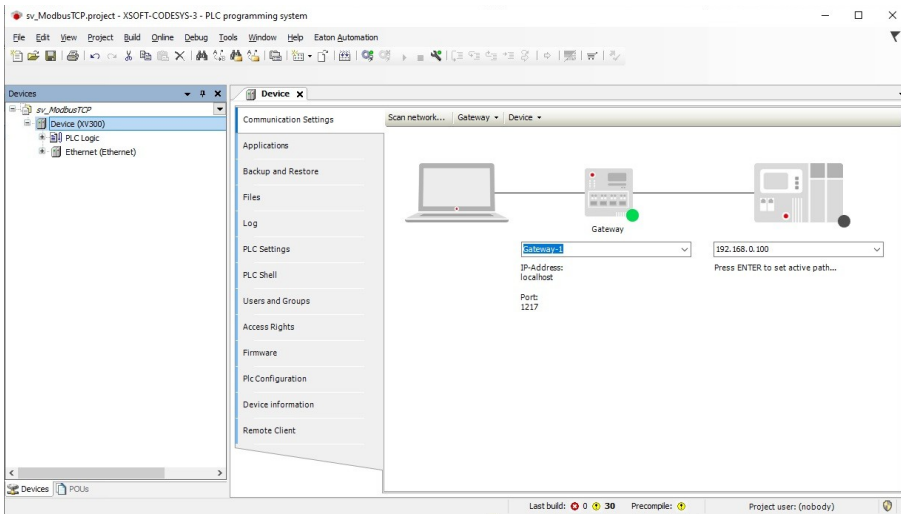 sv_ModbusTCP.project - XSOFT-CODESYS-3 - PLC programming system
File Edit View Project Build Online Debug Tools Window Help Eaton Automation
Devices
sv_ModbusTCP
Device (XV300)
PLC Logic
Ethernet (Ethernet)
Devices POUs
Device
Communication Settings
Applications
Backup and Restore
Files
Log
PLC Settings
PLC Shell
Users and Groups
Access Rights
Firmware
Plc Configuration
Device information
Remote Client
Scan network... Gateway Device
Gateway
Gateway-1
IP-Address:
localhost
Port:
1217
192.168.0.100
Press ENTER to set active path...
Last build: 0 30 Precompile: Project user: (nobody)